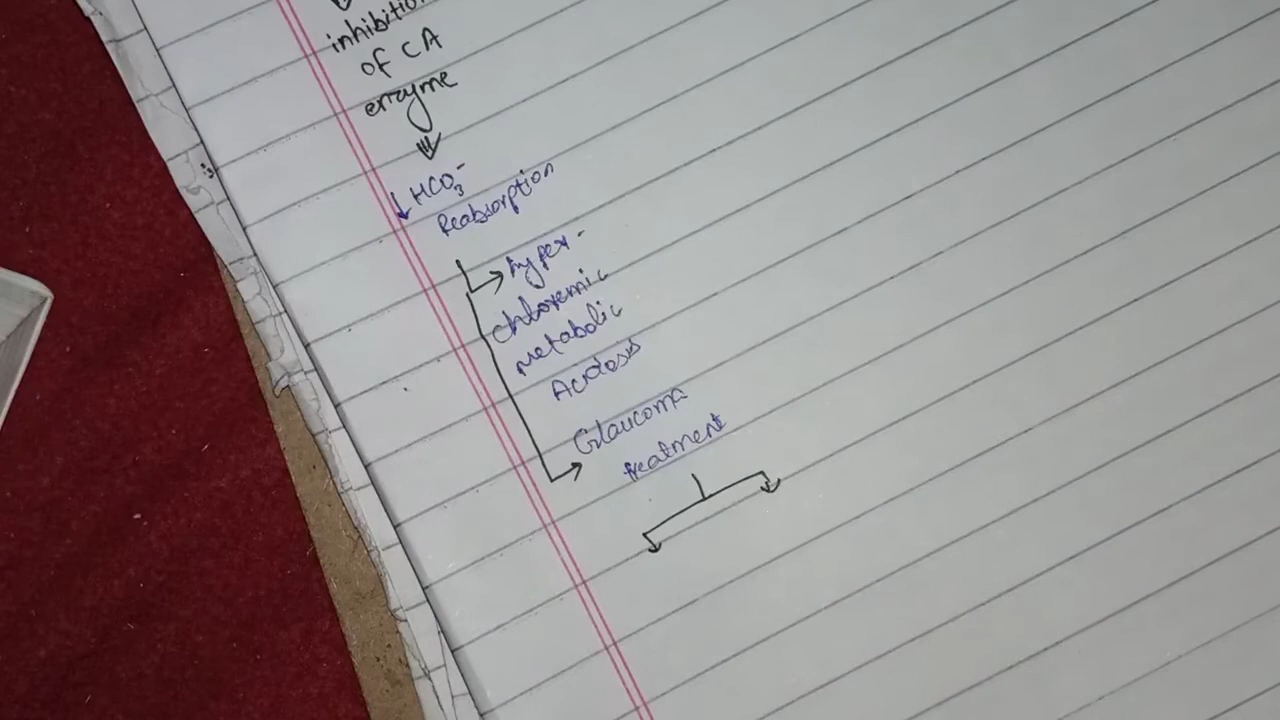 inhibition
of CA
enzyme
↓ HCO₃⁻
Reabsorption
hyper-
chloremic
metabolic
Acidosis
Glaucoma
treatment